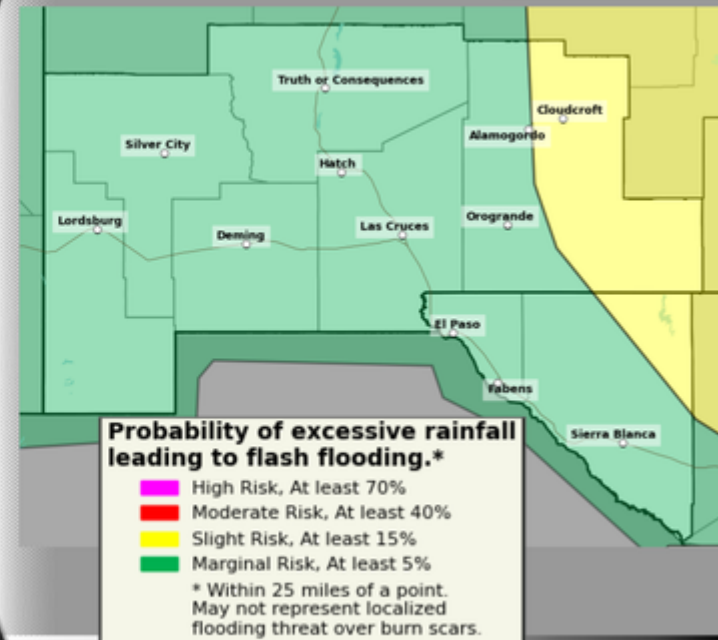 Truth or Consequences
Cloudcroft
Alamogordo
Silver City
Hatch
Lordsburg
Deming
Las Cruces
Orogrande
El Paso
Fabens
Sierra Blanca
Probability of excessive rainfall
leading to flash flooding.*
High Risk, At least 70%
Moderate Risk, At least 40%
Slight Risk, At least 15%
Marginal Risk, At least 5%
* Within 25 miles of a point.
May not represent localized
flooding threat over burn scars.